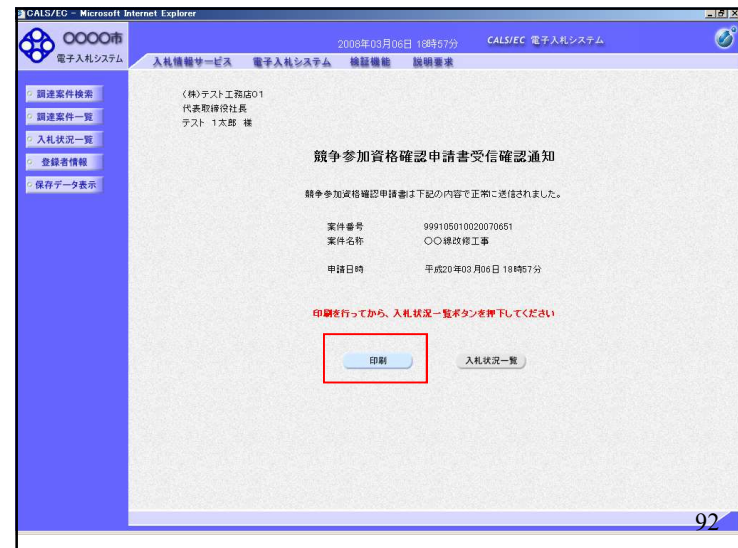 CALS/EC - Microsoft Internet Explorer
〇〇〇〇市
電子入札システム
2008年03月06日 18時57分
CALS/EC 電子入札システム
入札情報サービス 電子入札システム 検証機能 説明要求
調達案件検索
調達案件一覧
入札状況一覧
登録者情報
保存データ表示
(株)テスト工務店01
代表取締役社長
テスト 1太郎 様
競争参加資格確認申請書受信確認通知
競争参加資格確認申請書は下記の内容で正常に送信されました。
案件番号 999105010020070651
案件名称 〇〇線改修工事
申請日時 平成20年03月06日 18時57分
印刷を行ってから、入札状況一覧ボタンを押下してください
印刷 入札状況一覧
92